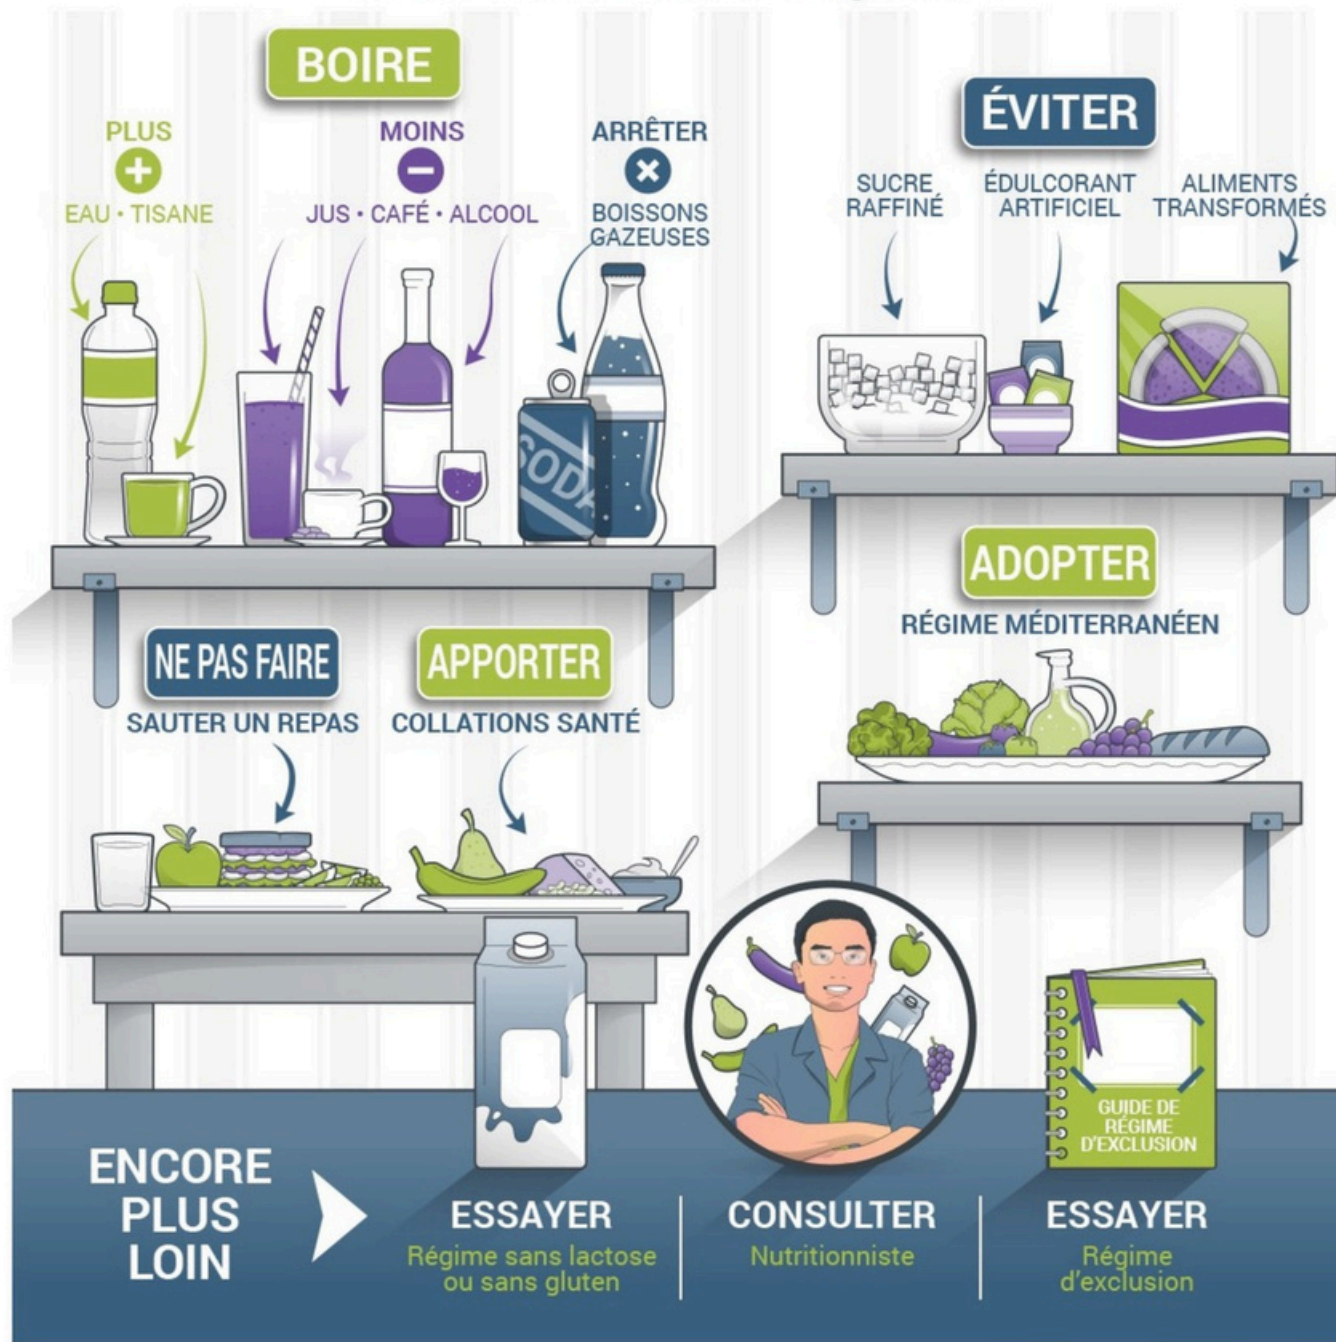 BOIRE
PLUS
EAU • TISANE
MOINS
JUS • CAFÉ • ALCOOL
ARRÊTER
BOISSONS
GAZEUSES
SODA
ÉVITER
SUCRE
RAFFINÉ
ÉDULCORANT
ARTIFICIEL
ALIMENTS
TRANSFORMÉS
NE PAS FAIRE
SAUTER UN REPAS
APPORTER
COLLATIONS SANTÉ
ADOPTER
RÉGIME MÉDITERRANÉEN
GUIDE DE
RÉGIME
D'EXCLUSION
ENCORE
PLUS
LOIN
ESSAYER
Régime sans lactose
ou sans gluten
CONSULTER
Nutritionniste
ESSAYER
Régime
d'exclusion